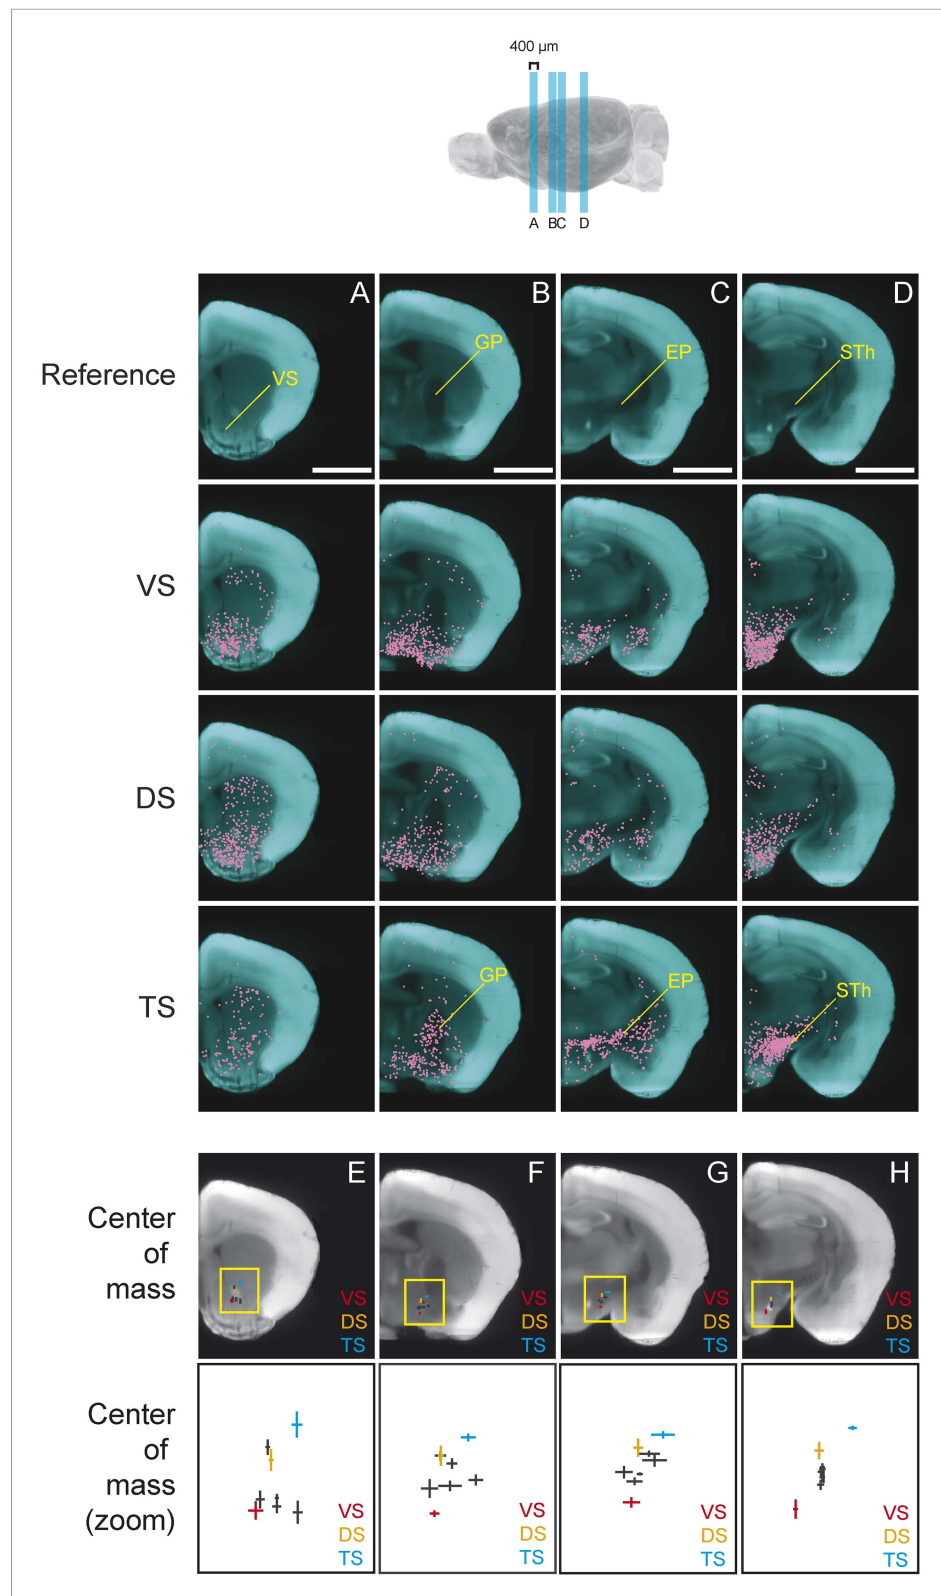 400 µm
A BC D
A B C D
Reference
VS GP EP STh
VS
DS
TS
GP EP STh
E F G H
Center
of
mass
VS VS VS VS
DS DS DS DS
TS TS TS TS
Center
of
mass
(zoom)
VS VS VS VS
DS DS DS DS
TS TS TS TS